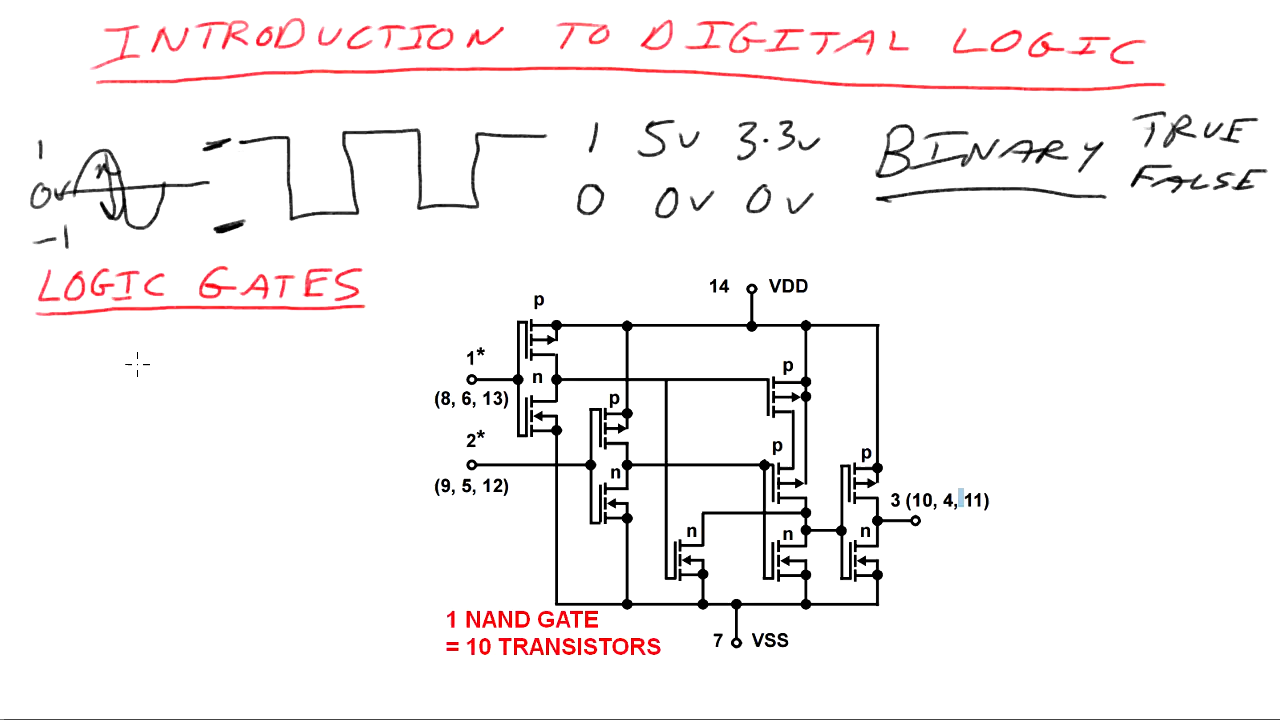 INTRODUCTION TO DIGITAL LOGIC
1
0V
-1
1 5V 3.3V
0 0V 0V
BINARY
TRUE
FALSE
LOGIC GATES
14 VDD
p
1*
n
(8, 6, 13)
p
p
2*
n
(9, 5, 12)
p
p
3 (10, 4, 11)
n
n
n
1 NAND GATE
= 10 TRANSISTORS
7 VSS